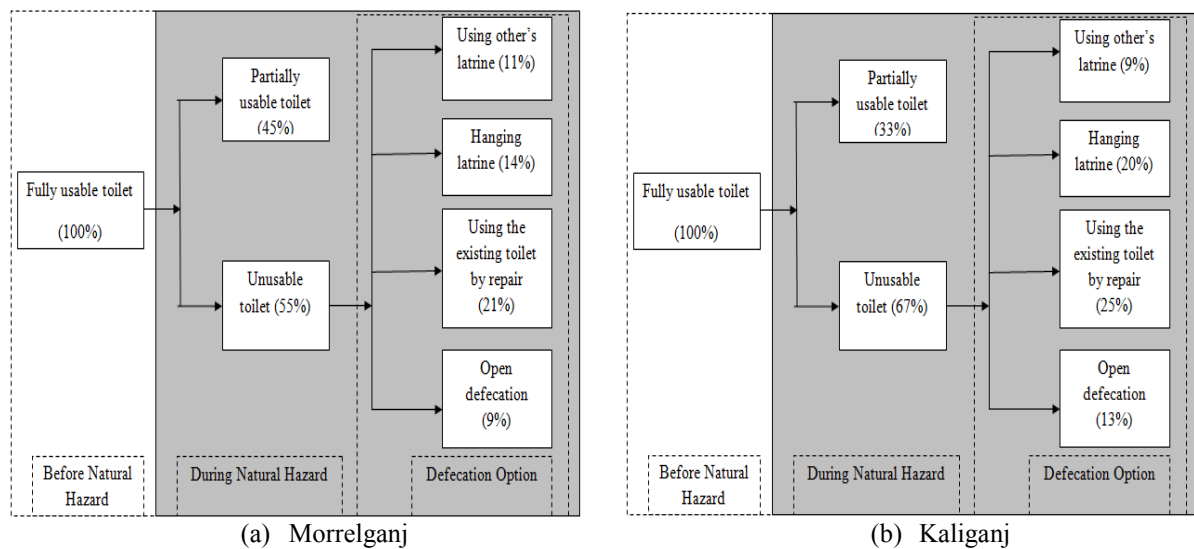 Fully usable toilet
(100%)
Partially
usable toilet
(45%)
Unusable
toilet (55%)
Using other's
latrine (11%)
Hanging
latrine (14%)
Using the
existing toilet
by repair
(21%)
Open
defecation
(9%)
Before Natural
Hazard
During Natural Hazard
Defecation Option
(a) Morrelganj
Fully usable toilet
(100%)
Partially
usable toilet
(33%)
Unusable
toilet (67%)
Using other's
latrine (9%)
Hanging
latrine (20%)
Using the
existing toilet
by repair
(25%)
Open
defecation
(13%)
Before Natural
Hazard
During Natural Hazard
Defecation Option
(b) Kaliganj